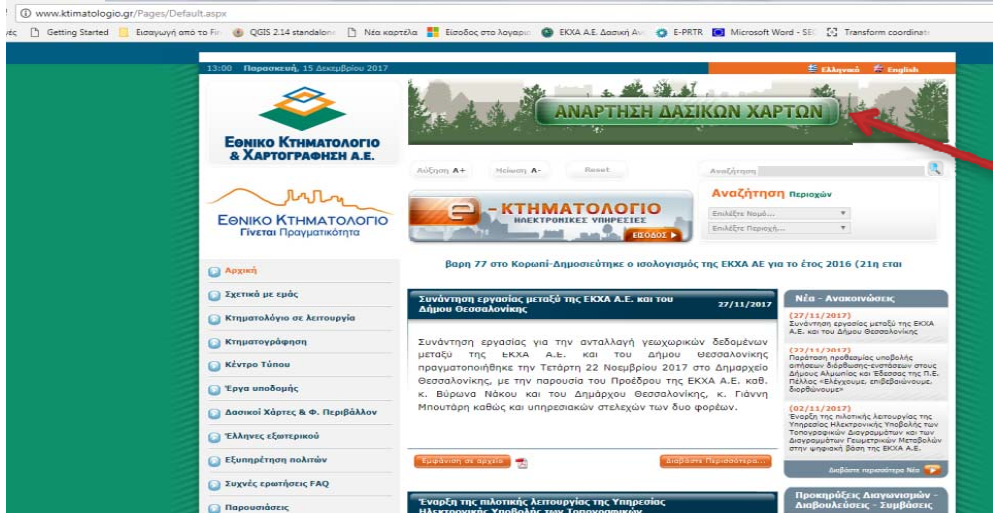 www.ktimatologio.gr/Pages/Default.aspx
Getting Started Εισαγωγή από το Fir QGIS 2.14 standalone Νέα καρτέλα Είσοδος στο λογαρι ΕΚΧΑ Α.Ε. Δασική Αν E-PRTR Microsoft Word - SEC Transform coordinate
13:00 Παρασκευή, 15 Δεκεμβρίου 2017
Ελληνικά English
ΑΝΑΡΤΗΣΗ ΔΑΣΙΚΩΝ ΧΑΡΤΩΝ
ΕΘΝΙΚΟ ΚΤΗΜΑΤΟΛΟΓΙΟ
& ΧΑΡΤΟΓΡΑΦΗΣΗ Α.Ε.
Αύξηση A+ Μείωση A- Reset
Αναζήτηση
ΕΘΝΙΚΟ ΚΤΗΜΑΤΟΛΟΓΙΟ
Γίνεται Πραγματικότητα
e - ΚΤΗΜΑΤΟΛΟΓΙΟ
ΗΛΕΚΤΡΟΝΙΚΕΣ ΥΠΗΡΕΣΙΕΣ
ΕΙΣΟΔΟΣ
Αναζήτηση Περιοχών
Επιλέξτε Νομό...
Επιλέξτε Περιοχή...
βαρη 77 στο Κορωπί-Δημοσιεύτηκε ο ισολογισμός της ΕΚΧΑ ΑΕ για το έτος 2016 (21η εται
Αρχική
Σχετικά με εμάς
Κτηματολόγιο σε λειτουργία
Κτηματογράφηση
Κέντρο Τύπου
Έργα υποδομής
Δασικοί Χάρτες & Φ. Περιβάλλον
Έλληνες εξωτερικού
Εξυπηρέτηση πολιτών
Συχνές ερωτήσεις FAQ
Παρουσιάσεις
Συνάντηση εργασίας μεταξύ της ΕΚΧΑ Α.Ε. και του
Δήμου Θεσσαλονίκης
27/11/2017
Συνάντηση εργασίας για την ανταλλαγή γεωχωρικών δεδομένων
μεταξύ της ΕΚΧΑ Α.Ε. και του Δήμου Θεσσαλονίκης
πραγματοποιήθηκε την Τετάρτη 22 Νοεμβρίου 2017 στο Δημαρχείο
Θεσσαλονίκης, με την παρουσία του Προέδρου της ΕΚΧΑ Α.Ε. καθ.
κ. Βύρωνα Νάκου και του Δημάρχου Θεσσαλονίκης, κ. Γιάννη
Μπουτάρη καθώς και υπηρεσιακών στελεχών των δυο φορέων.
Εμφάνιση σε αρχείο
Διαβάστε Περισσότερα...
Έναρξη της πιλοτικής λειτουργίας της Υπηρεσίας
Ηλεκτρονικής Υποβολής των Τοπογραφικών
Νέα - Ανακοινώσεις
(27/11/2017)
Συνάντηση εργασίας μεταξύ της ΕΚΧΑ
Α.Ε. και του Δήμου Θεσσαλονίκης
(22/11/2017)
Παράταση προθεσμίας υποβολής
αιτήσεων διόρθωσης-ενστάσεων στους
Δήμους Αλμωπίας και Έδεσσας της Π.Ε.
Πέλλας «Ελέγχουμε, επιβεβαιώνουμε,
διορθώνουμε»
(02/11/2017)
Έναρξη της πιλοτικής λειτουργίας της
Υπηρεσίας Ηλεκτρονικής Υποβολής των
Τοπογραφικών Διαγραμμάτων και των
Διαγραμμάτων Γεωμετρικών Μεταβολών
στην ψηφιακή βάση της ΕΚΧΑ Α.Ε.
Διαβάστε περισσότερα Νέα
Προκηρύξεις Διαγωνισμών -
Διαβουλεύσεις - Συμβάσεις